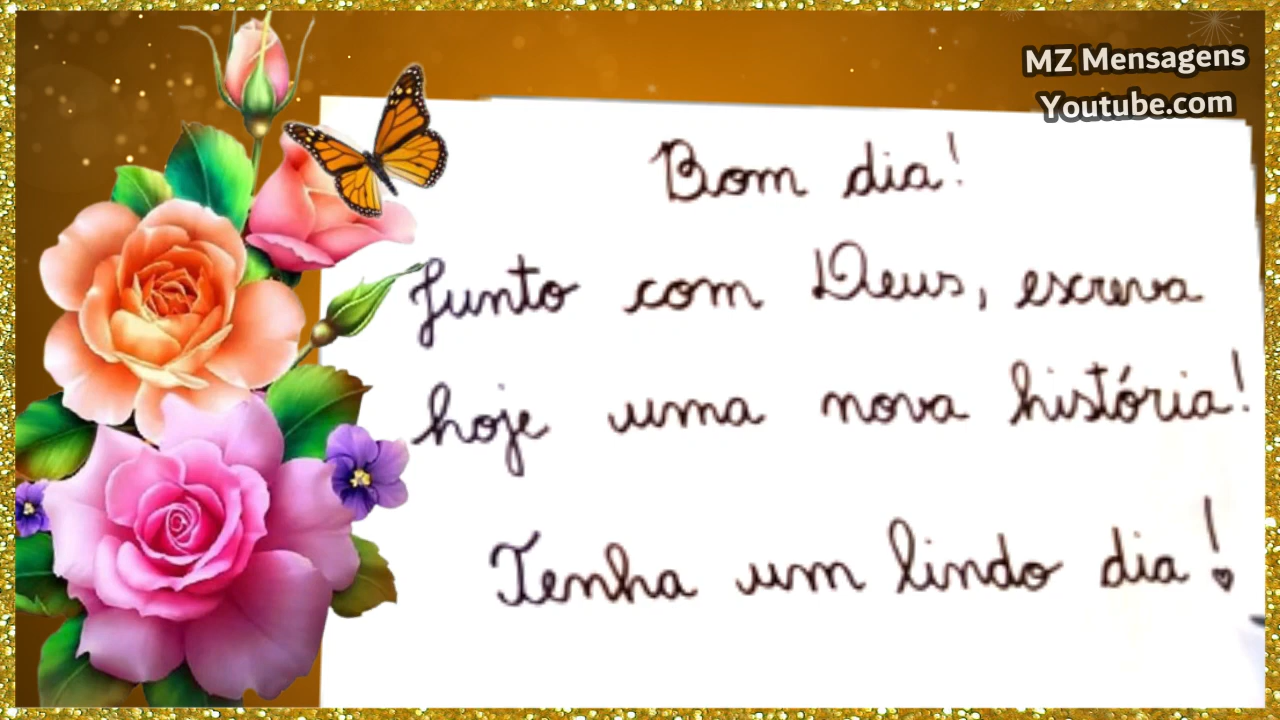 MZ Mensagens
Youtube.com
Bom dia!
Junto com Deus, escreva
hoje uma nova história!
Tenha um lindo dia!